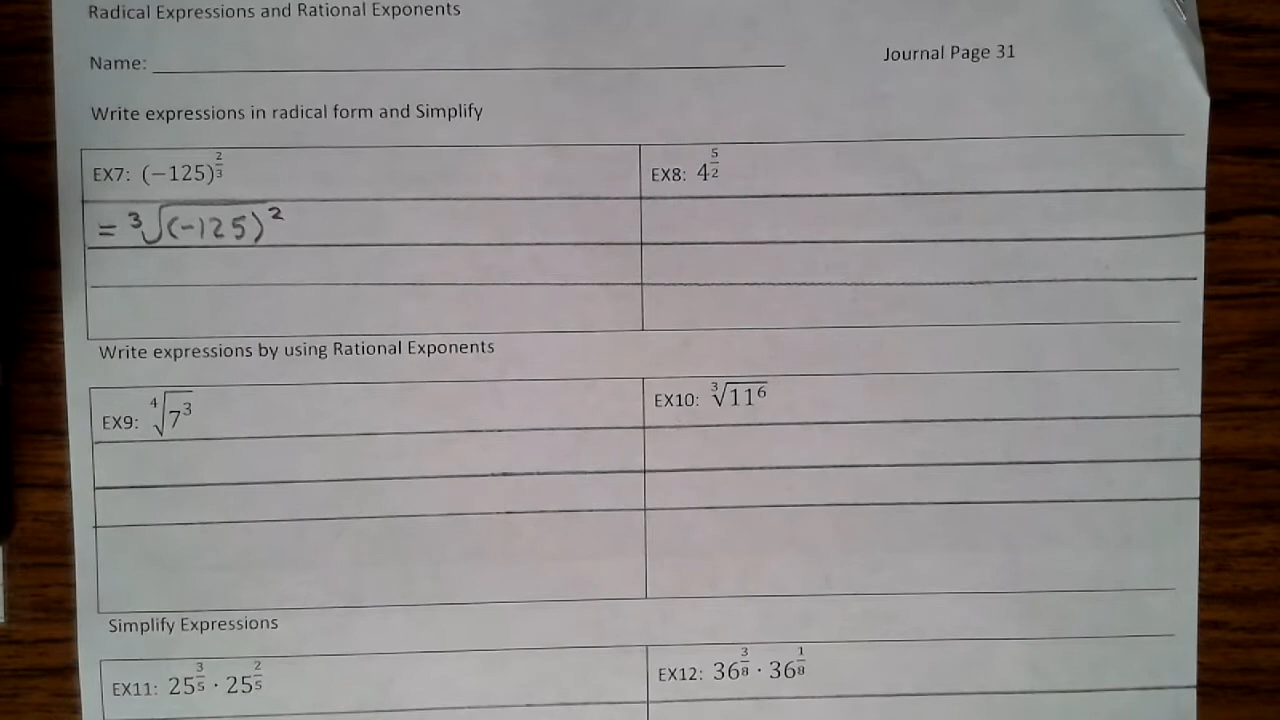 Radical Expressions and Rational Exponents
Name: Journal Page 31
Write expressions in radical form and Simplify
EX7: (−125)^(2/3) EX8: 4^(5/2)
= ³√(-125)²
Write expressions by using Rational Exponents
EX9: ⁴√7³ EX10: ³√11⁶
Simplify Expressions
EX11: 25^(3/5) · 25^(2/5) EX12: 36^(3/8) · 36^(1/8)